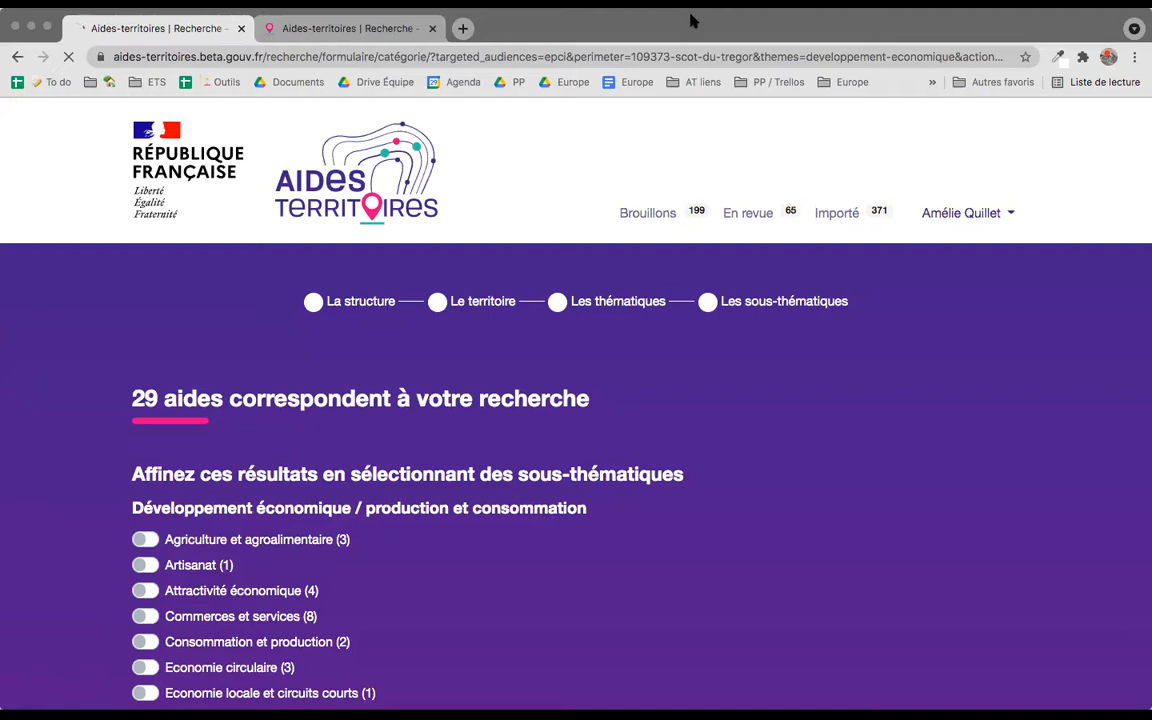 Aides-territoires | Recherche -
Aides-territoires | Recherche -
aides-territoires.beta.gouv.fr/recherche/formulaire/catégorie/?targeted_audiences=epci&perimeter=109373-scot-du-tregor&themes=developpement-economique&action...
To do
ETS
Outils
Documents
Drive Équipe
Agenda
PP
Europe
Europe
AT liens
PP / Trellos
Europe
»
Autres favoris
Liste de lecture
RÉPUBLIQUE
FRANÇAISE
Liberté
Égalité
Fraternité
AIDES
TERRITOIRES
Brouillons 199
En revue 65
Importé 371
Amélie Quillet
La structure
Le territoire
Les thématiques
Les sous-thématiques
29 aides correspondent à votre recherche
Affinez ces résultats en sélectionnant des sous-thématiques
Développement économique / production et consommation
Agriculture et agroalimentaire (3)
Artisanat (1)
Attractivité économique (4)
Commerces et services (8)
Consommation et production (2)
Economie circulaire (3)
Economie locale et circuits courts (1)